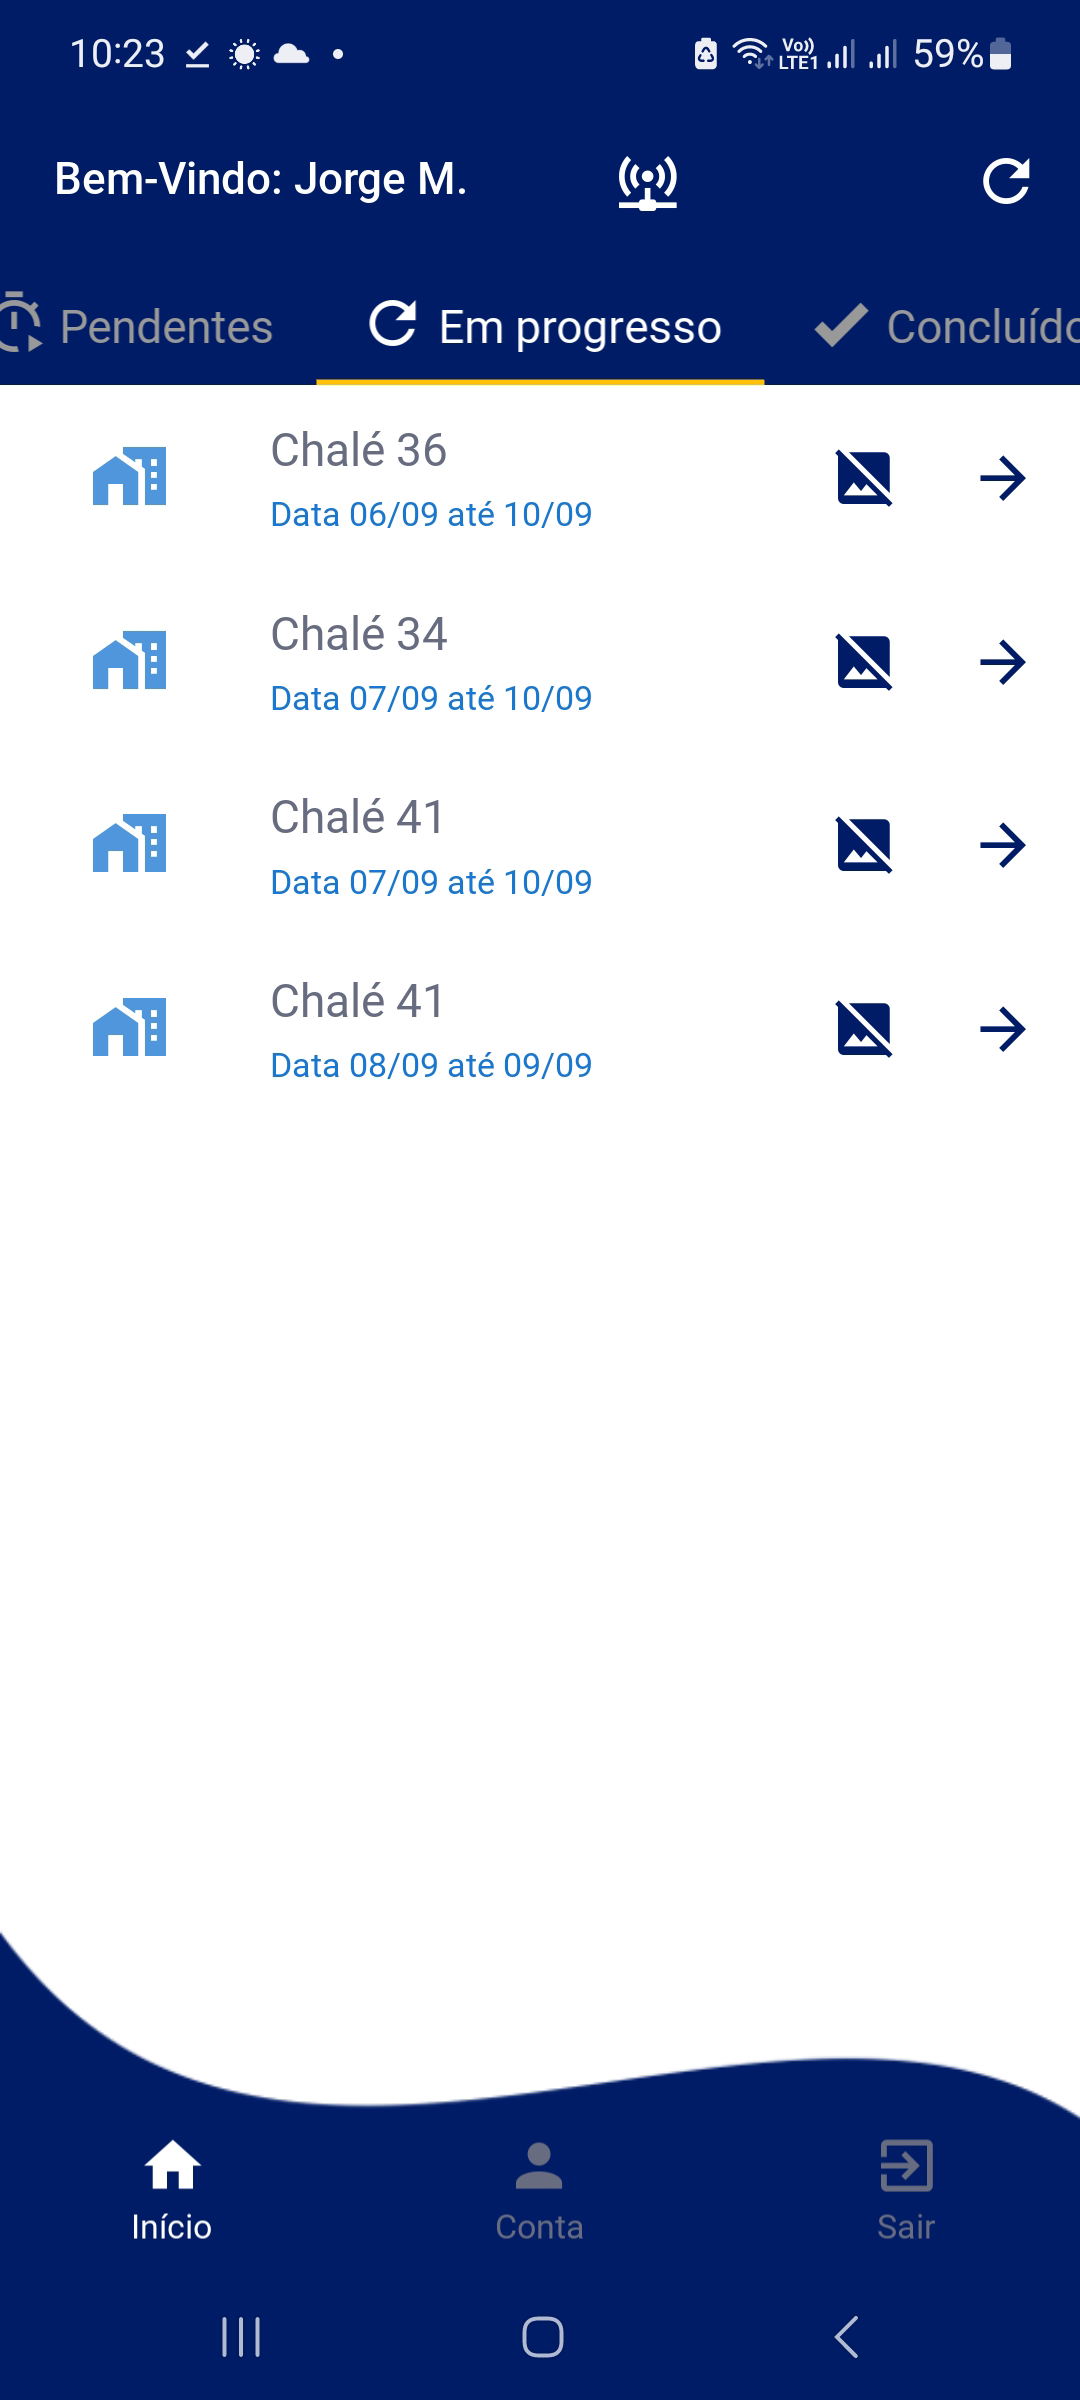 10:23
Vo)) LTE1 59%
Bem-Vindo: Jorge M.
Pendentes Em progresso Concluído
Chalé 36
Data 06/09 até 10/09
Chalé 34
Data 07/09 até 10/09
Chalé 41
Data 07/09 até 10/09
Chalé 41
Data 08/09 até 09/09
Início Conta Sair